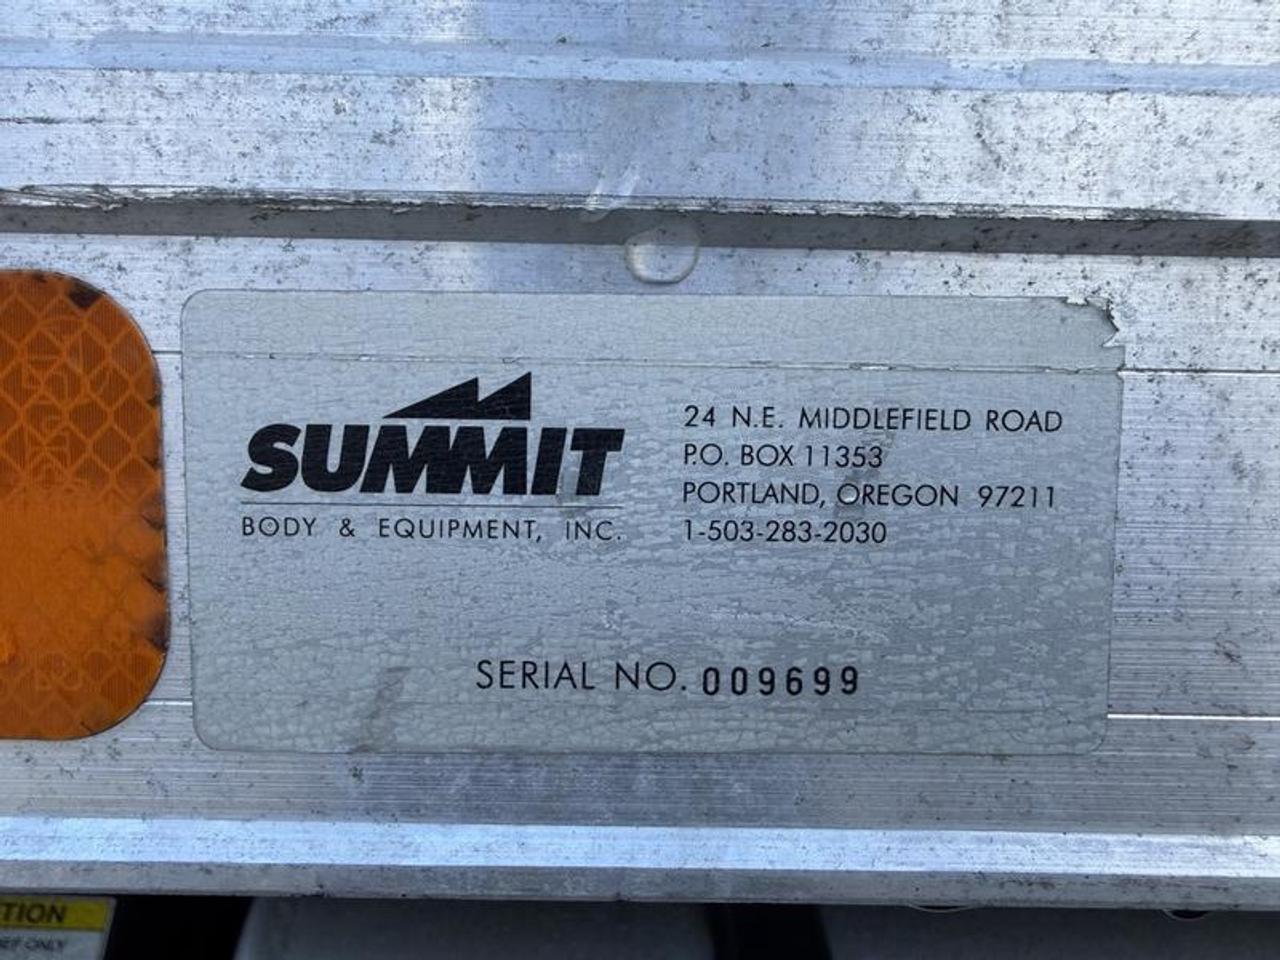 SUMMIT
BODY & EQUIPMENT, INC.
24 N.E. MIDDLEFIELD ROAD
P.O. BOX 11353
PORTLAND, OREGON 97211
1-503-283-2030
SERIAL NO. 009699
ONLY